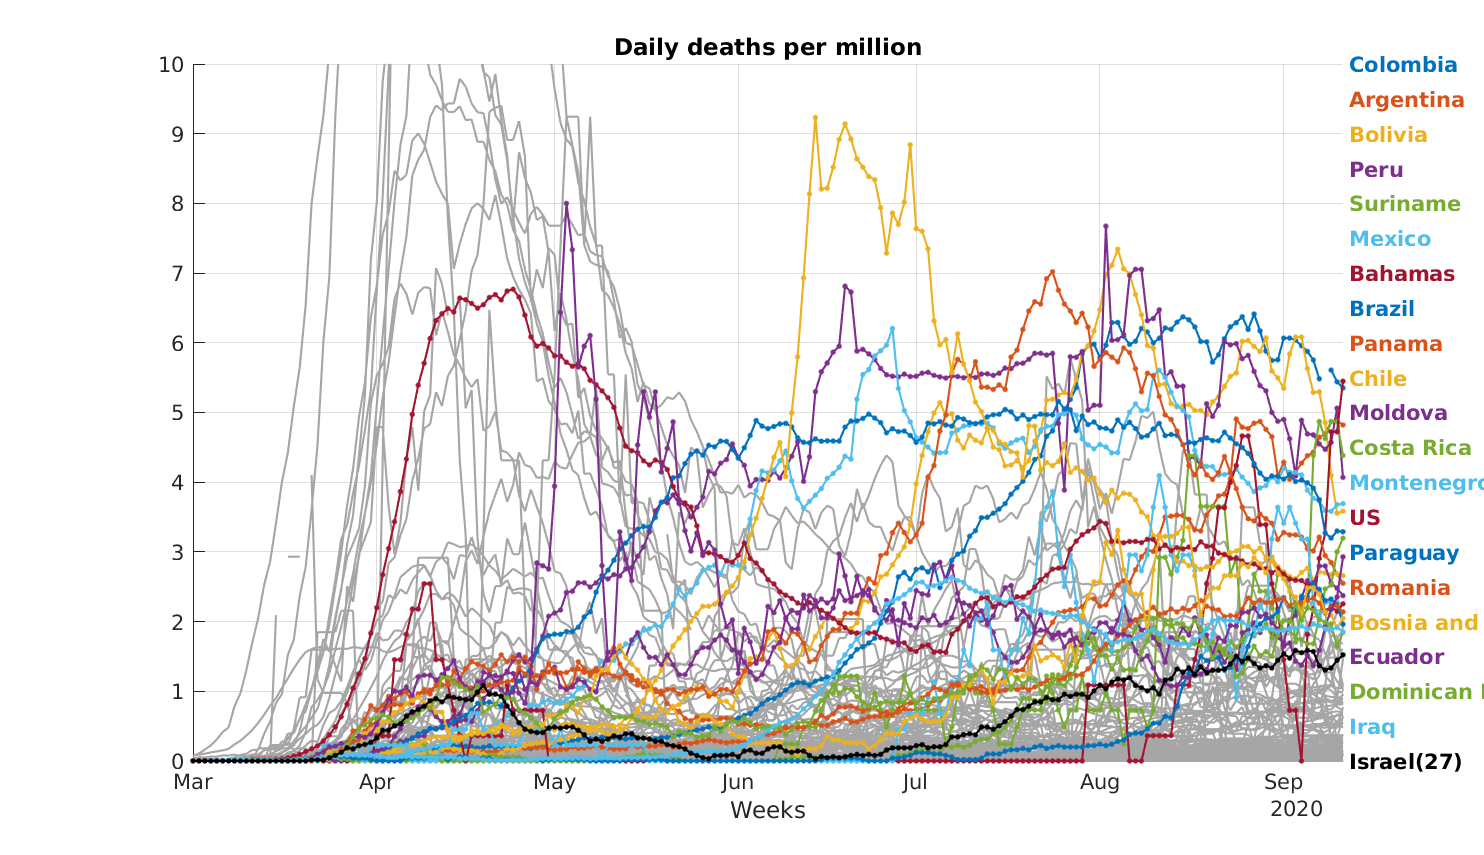 Daily deaths per million
10
9
8
7
6
5
4
3
2
1
0
Mar
Apr
May
Jun
Jul
Aug
Sep
2020
Weeks
Colombia
Argentina
Bolivia
Peru
Suriname
Mexico
Bahamas
Brazil
Panama
Chile
Moldova
Costa Rica
Montenegro
US
Paraguay
Romania
Bosnia and
Ecuador
Dominican
Iraq
Israel(27)